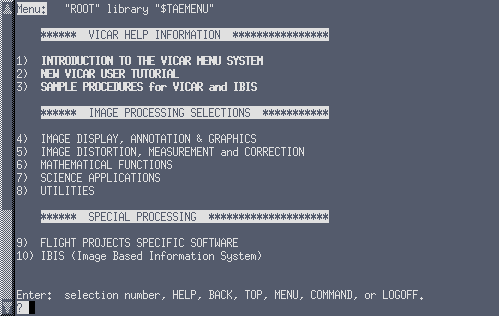 Menu: "ROOT" library "$TAEMENU"
****** VICAR HELP INFORMATION ****************
1) INTRODUCTION TO THE VICAR MENU SYSTEM
2) NEW VICAR USER TUTORIAL
3) SAMPLE PROCEDURES for VICAR and IBIS
****** IMAGE PROCESSING SELECTIONS ***********
4) IMAGE DISPLAY, ANNOTATION & GRAPHICS
5) IMAGE DISTORTION, MEASUREMENT and CORRECTION
6) MATHEMATICAL FUNCTIONS
7) SCIENCE APPLICATIONS
8) UTILITIES
****** SPECIAL PROCESSING ********************
9) FLIGHT PROJECTS SPECIFIC SOFTWARE
10) IBIS (Image Based Information System)
Enter: selection number, HELP, BACK, TOP, MENU, COMMAND, or LOGOFF.
?